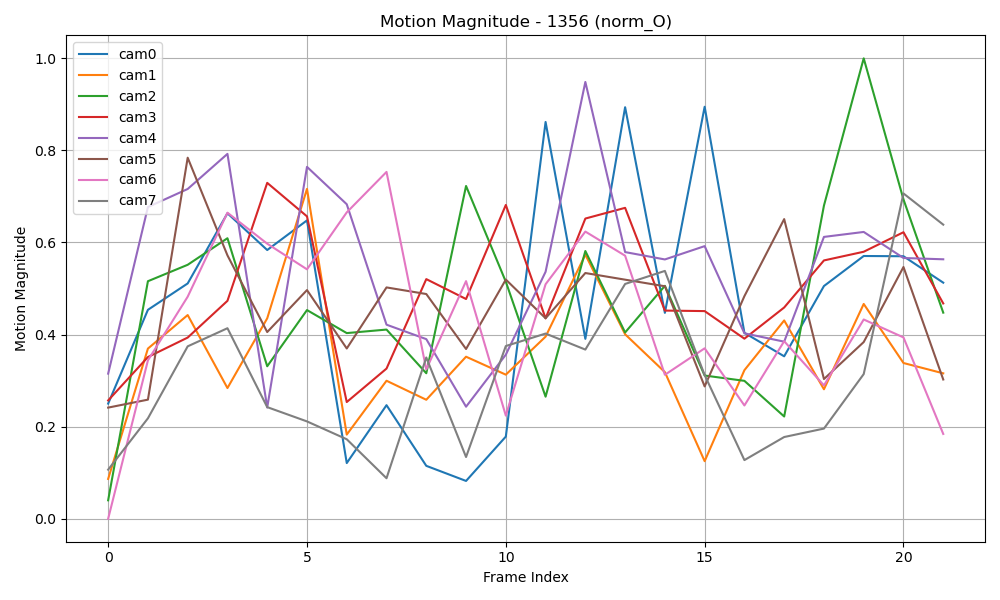 Motion Magnitude - 1356 (norm_O)
cam0
cam1
cam2
cam3
cam4
cam5
cam6
cam7
Motion Magnitude
1.0
0.8
0.6
0.4
0.2
0.0
0 5 10 15 20
Frame Index